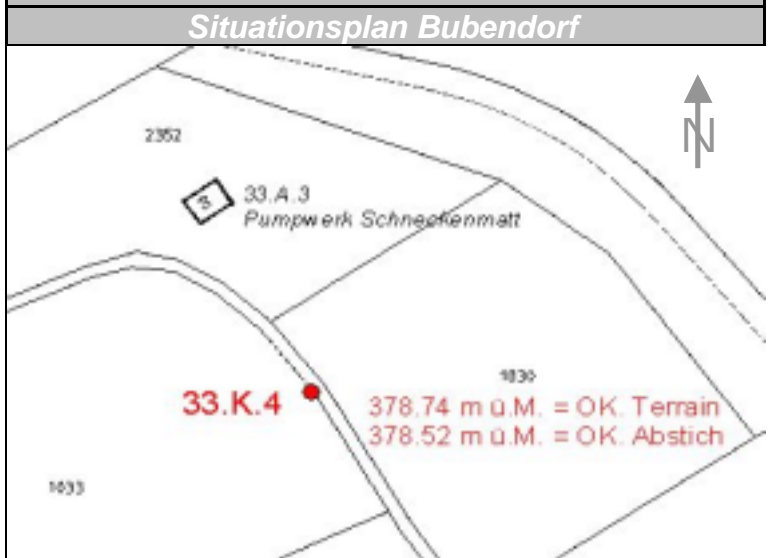 Situationsplan Bubendorf
N
2352
3
33.A.3
Pumpwerk Schneckenmatt
1830
33.K.4
378.74 m ü.M. = OK. Terrain
378.52 m ü.M. = OK. Abstich
1033